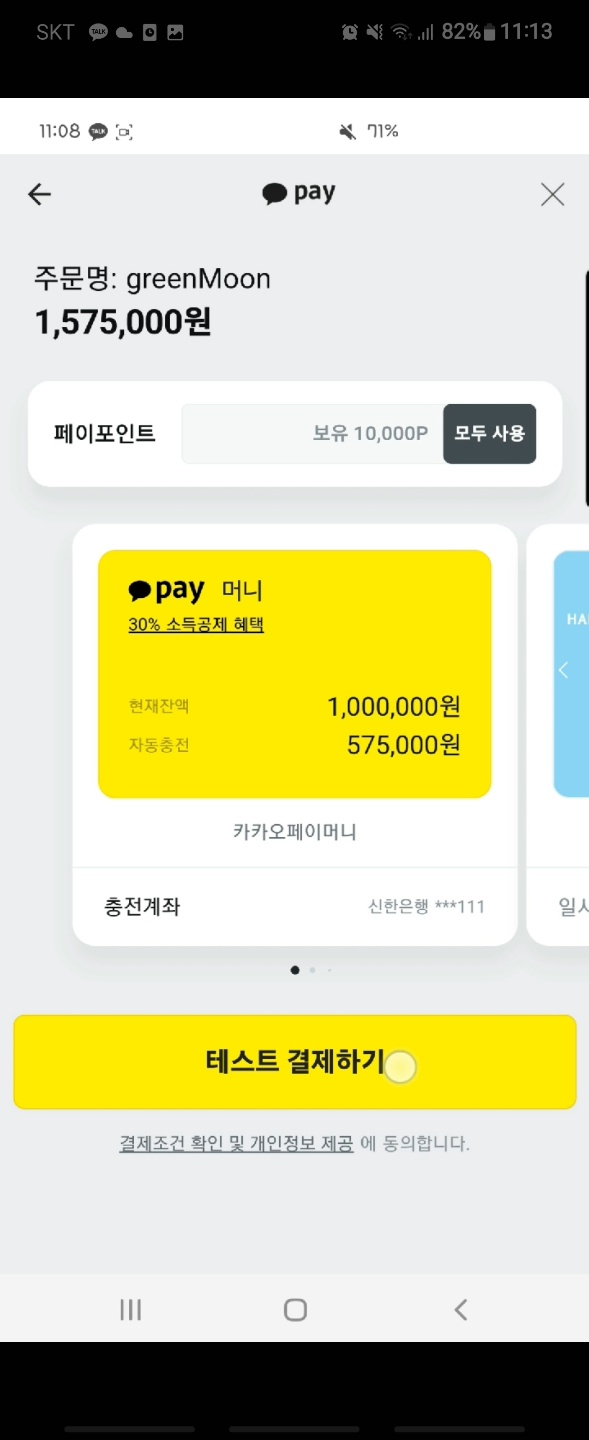 SKT TALK 82% 11:13
11:08 TALK 71%
pay
주문명: greenMoon
1,575,000원
페이포인트 보유 10,000P 모두 사용
pay 머니
30% 소득공제 혜택
HA
현재잔액 1,000,000원
자동충전 575,000원
카카오페이머니
충전계좌 신한은행 ***111
일시
테스트 결제하기
결제조건 확인 및 개인정보 제공 에 동의합니다.